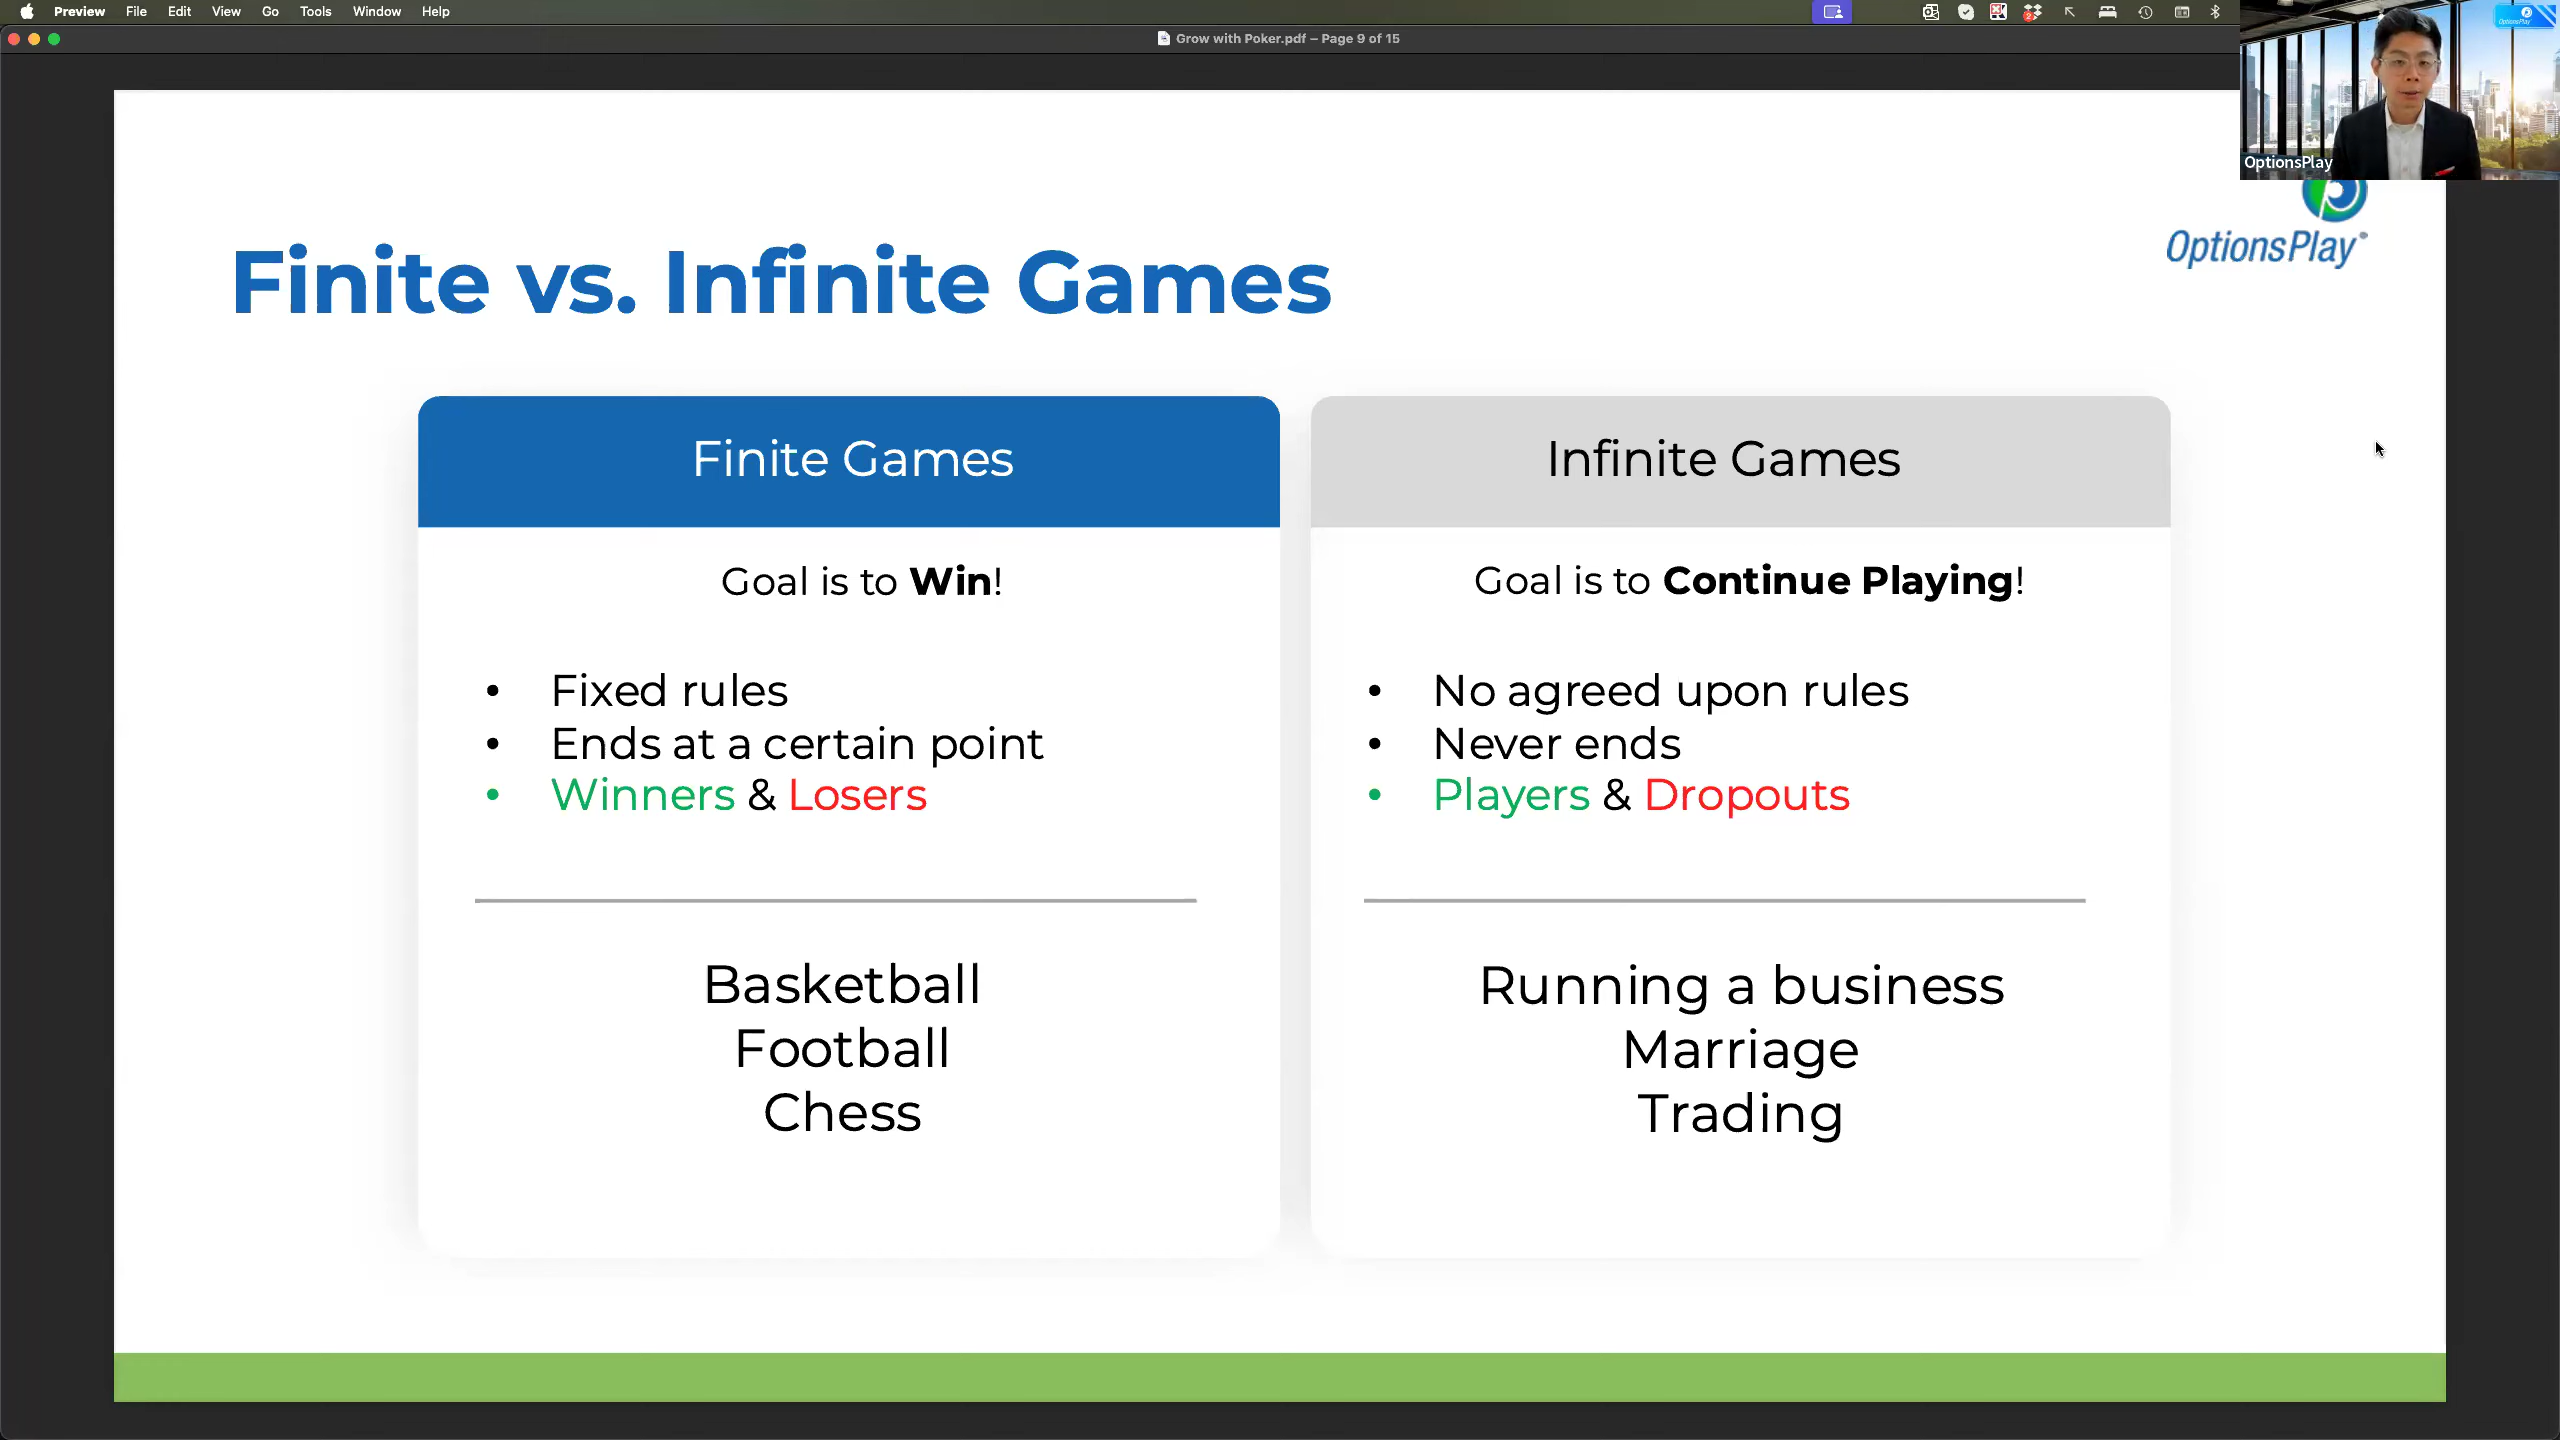 Preview File Edit View Go Tools Window Help
Grow with Poker.pdf – Page 9 of 15
OptionsPlay
OptionsPlay
OptionsPlay
Finite vs. Infinite Games
Finite Games
Goal is to Win!
• Fixed rules
• Ends at a certain point
• Winners & Losers
Basketball
Football
Chess
Infinite Games
Goal is to Continue Playing!
• No agreed upon rules
• Never ends
• Players & Dropouts
Running a business
Marriage
Trading